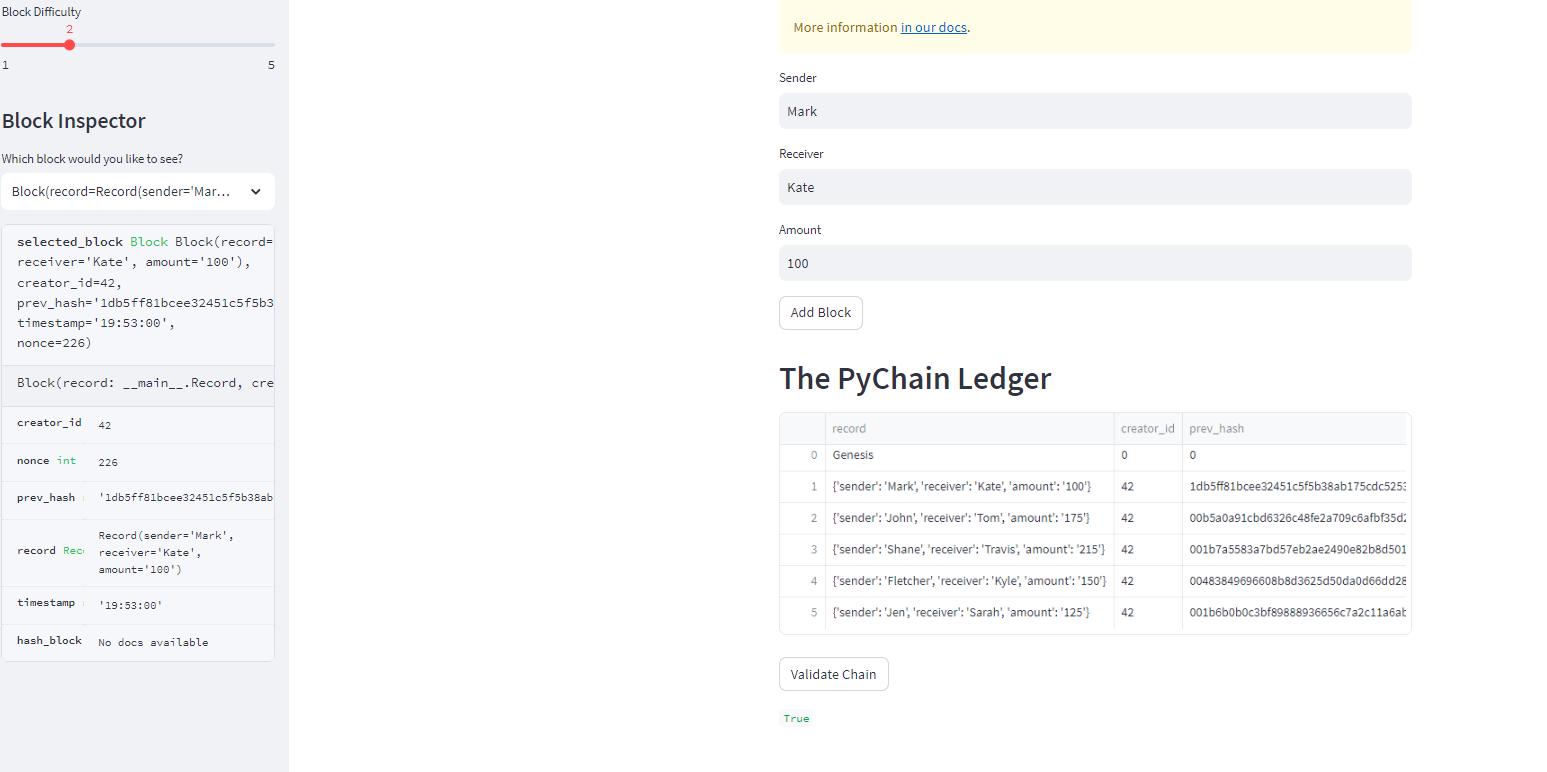 Block Difficulty
2
1 5
Block Inspector
Which block would you like to see?
Block(record=Record(sender='Mar...
selected_block Block Block(record=
receiver='Kate', amount='100'),
creator_id=42,
prev_hash='1db5ff81bcee32451c5f5b3
timestamp='19:53:00',
nonce=226)
Block(record: __main__.Record, cre
creator_id 42
nonce int 226
prev_hash '1db5ff81bcee32451c5f5b38ab
record Reco Record(sender='Mark',
receiver='Kate',
amount='100')
timestamp '19:53:00'
hash_block No docs available
More information in our docs.
Sender
Mark
Receiver
Kate
Amount
100
Add Block
The PyChain Ledger
record creator_id prev_hash
0 Genesis 0 0
1 {'sender': 'Mark', 'receiver': 'Kate', 'amount': '100'} 42 1db5ff81bcee32451c5f5b38ab175cdc5253
2 {'sender': 'John', 'receiver': 'Tom', 'amount': '175'} 42 00b5a0a91cbd6326c48fe2a709c6afbf35d2
3 {'sender': 'Shane', 'receiver': 'Travis', 'amount': '215'} 42 001b7a5583a7bd57eb2ae2490e82b8d501
4 {'sender': 'Fletcher', 'receiver': 'Kyle', 'amount': '150'} 42 00483849696608b8d3625d50da0d66dd28
5 {'sender': 'Jen', 'receiver': 'Sarah', 'amount': '125'} 42 001b6b0b0c3bf89888936656c7a2c11a6ab
Validate Chain
True